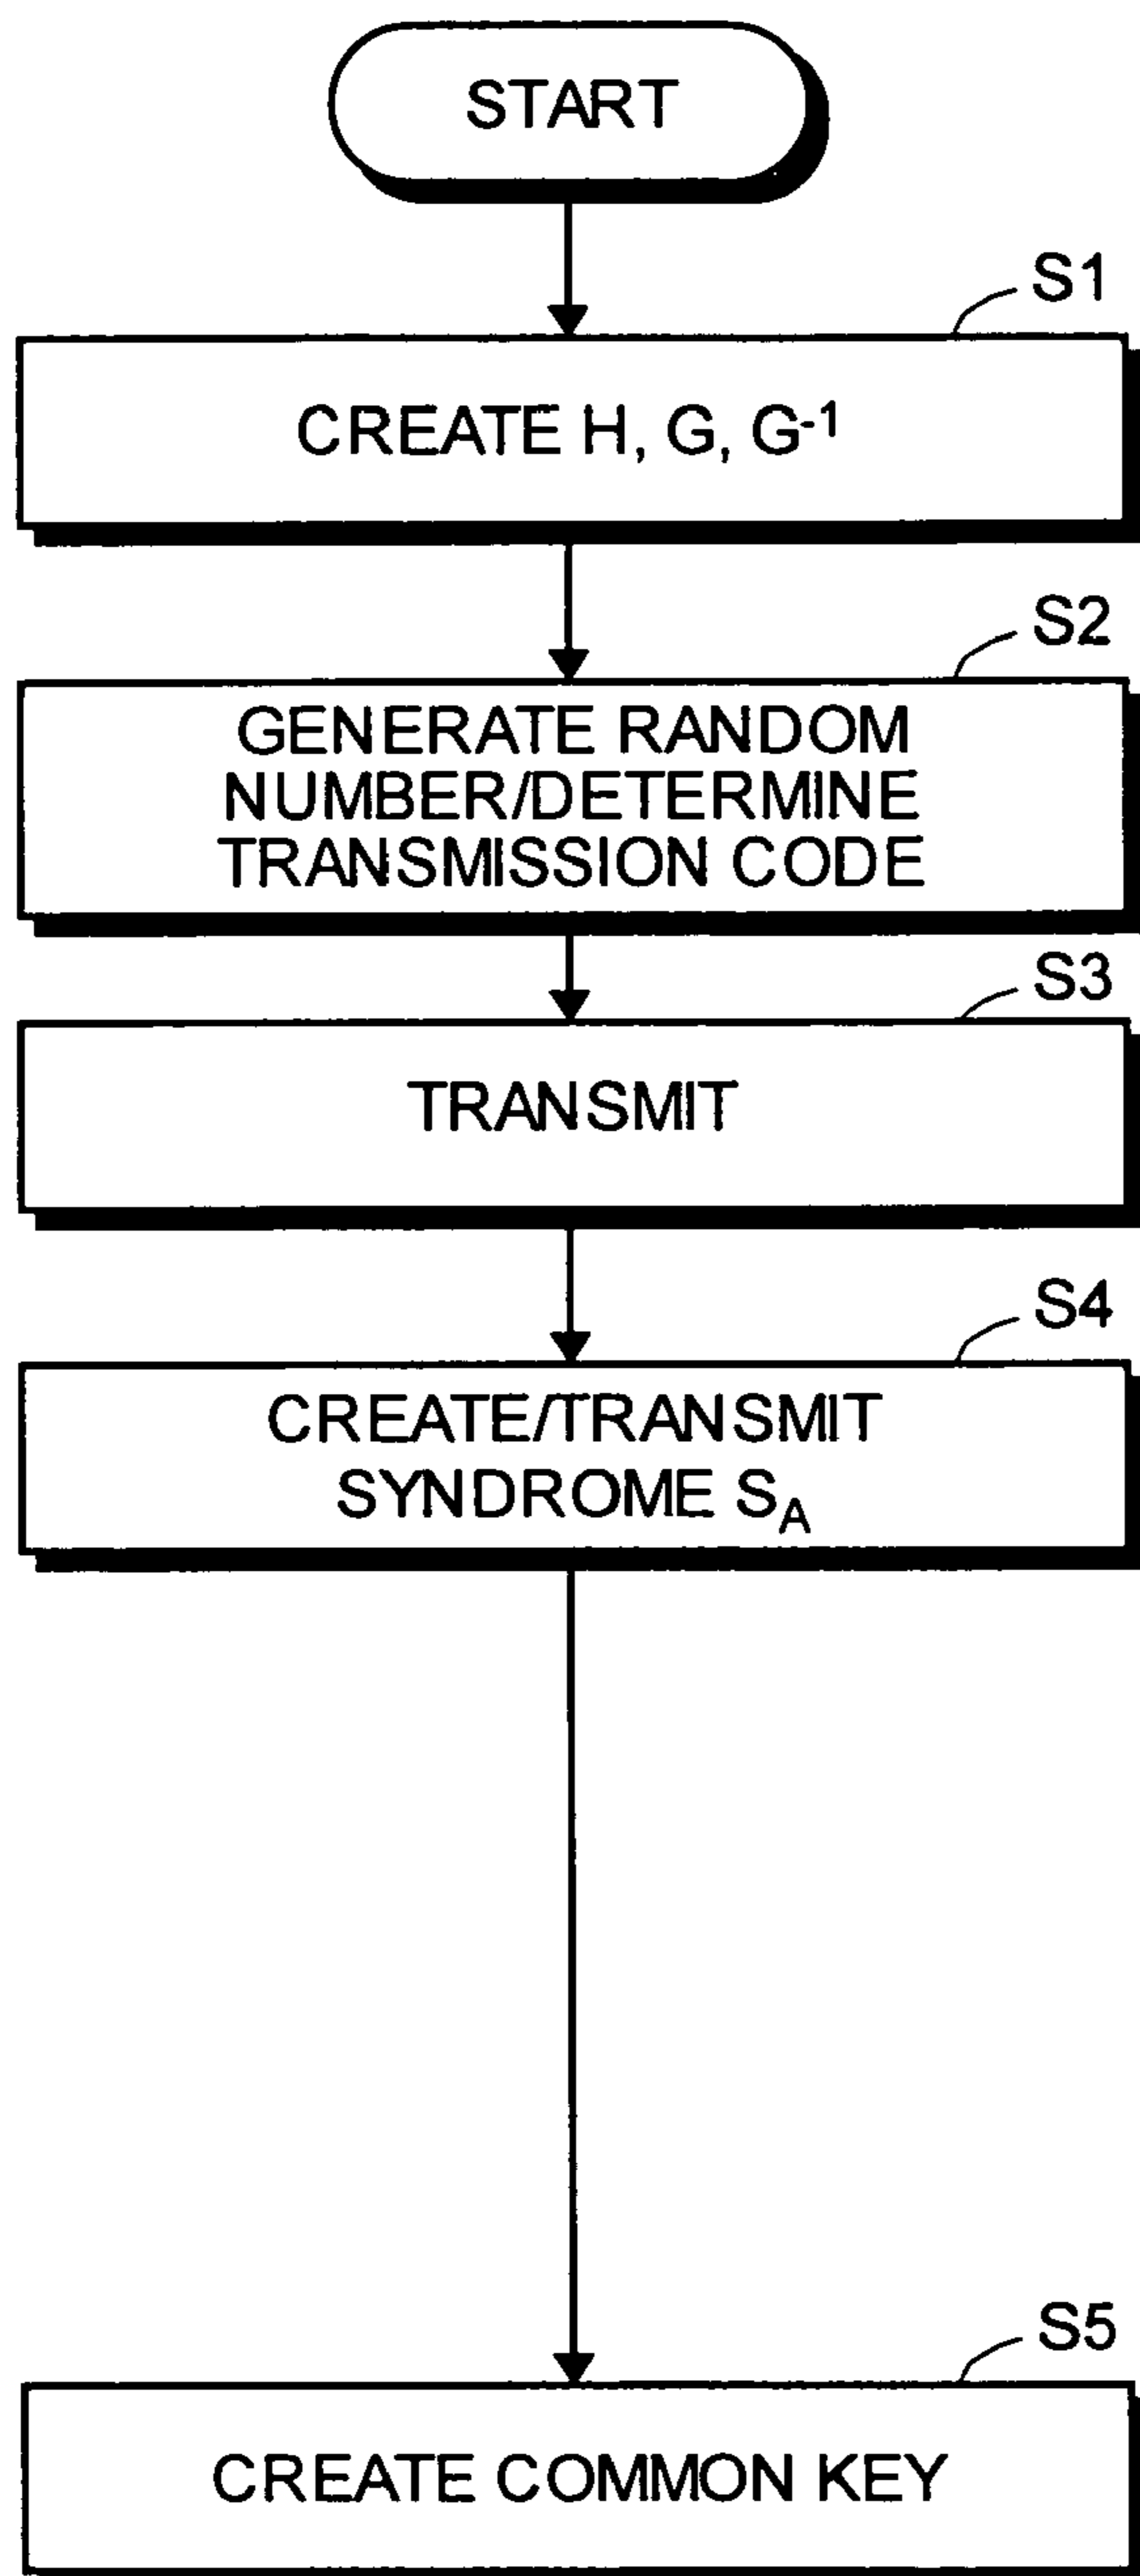 START
S1
CREATE H, G, G⁻¹
S2
GENERATE RANDOM
NUMBER/DETERMINE
TRANSMISSION CODE
S3
TRANSMIT
S4
CREATE/TRANSMIT
SYNDROME S_A
S5
CREATE COMMON KEY